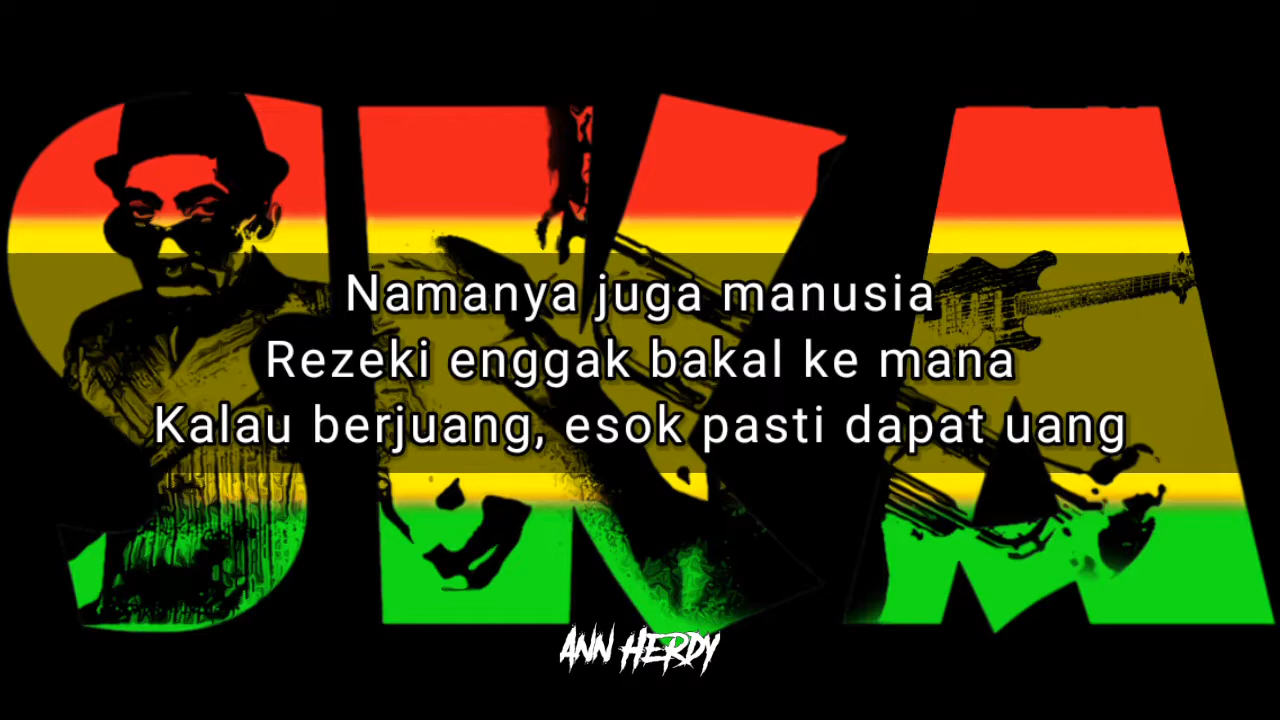 SKA
Namanya juga manusia
Rezeki enggak bakal ke mana
Kalau berjuang, esok pasti dapat uang
ANN HERDY